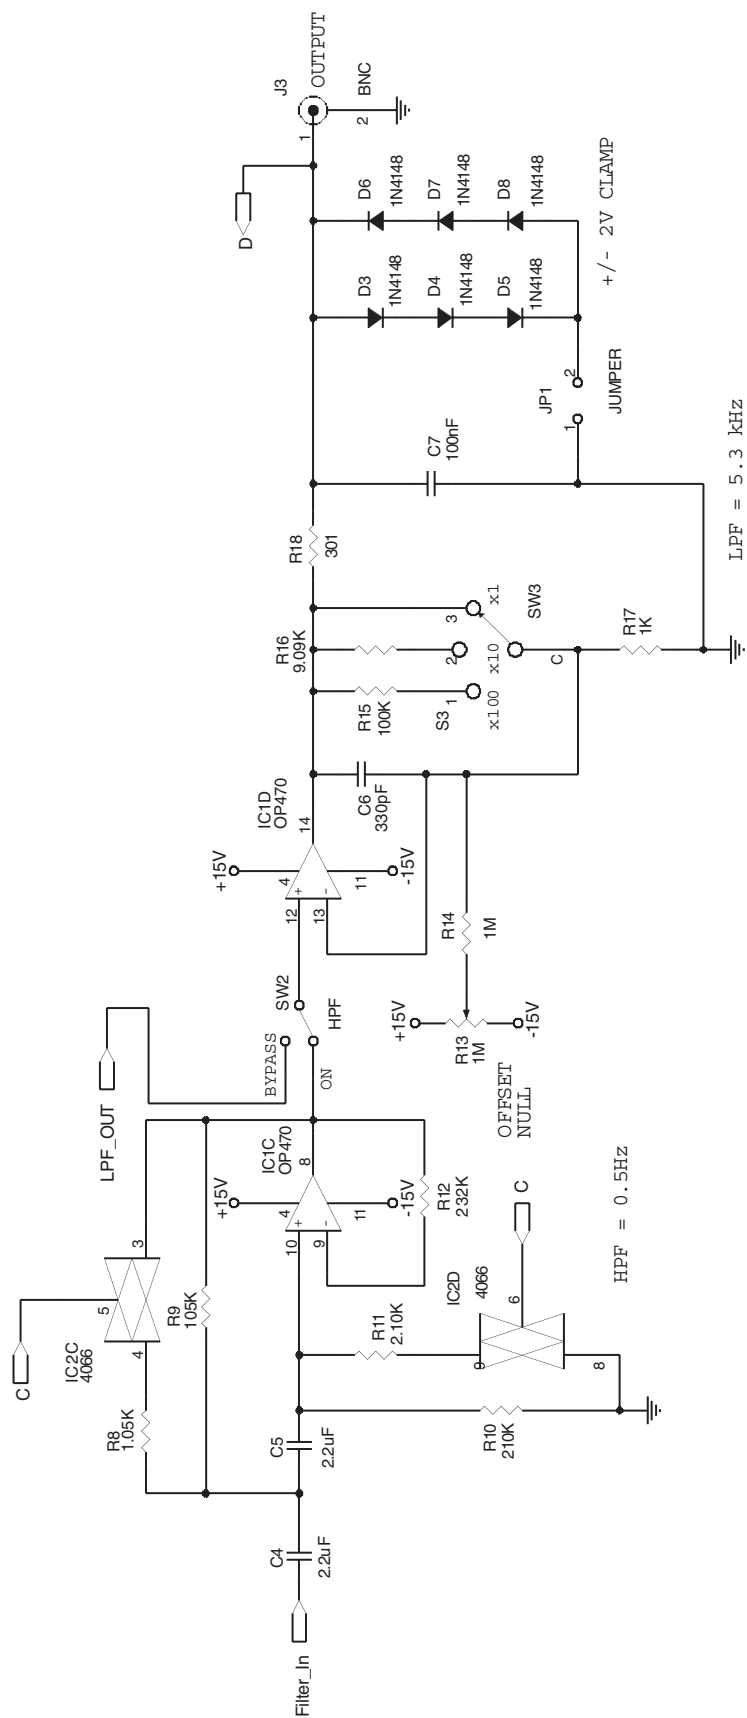 Filter_In
C4
2.2uF
C5
2.2uF
R8
1.05K
C
5
4
3
IC2C
4066
R9
105K
R10
210K
R11
2.10K
9
8
6
IC2D
4066
C
HPF = 0.5Hz
+15V
4
+
-
10
9
8
11
-15V
IC1C
OP470
R12
232K
LPF_OUT
BYPASS
ON
SW2
HPF
+15V
R13
1M
-15V
OFFSET
NULL
R14
1M
+15V
4
+
-
12
13
14
11
-15V
IC1D
OP470
C6
330pF
R15
100K
R16
9.09K
S3
1
2
3
x100
x10
x1
C
SW3
R17
1K
R18
301
C7
100nF
LPF = 5.3 kHz
JP1
1
2
JUMPER
D3
1N4148
D4
1N4148
D5
1N4148
D6
1N4148
D7
1N4148
D8
1N4148
+/- 2V CLAMP
D
J3
OUTPUT
1
2
BNC